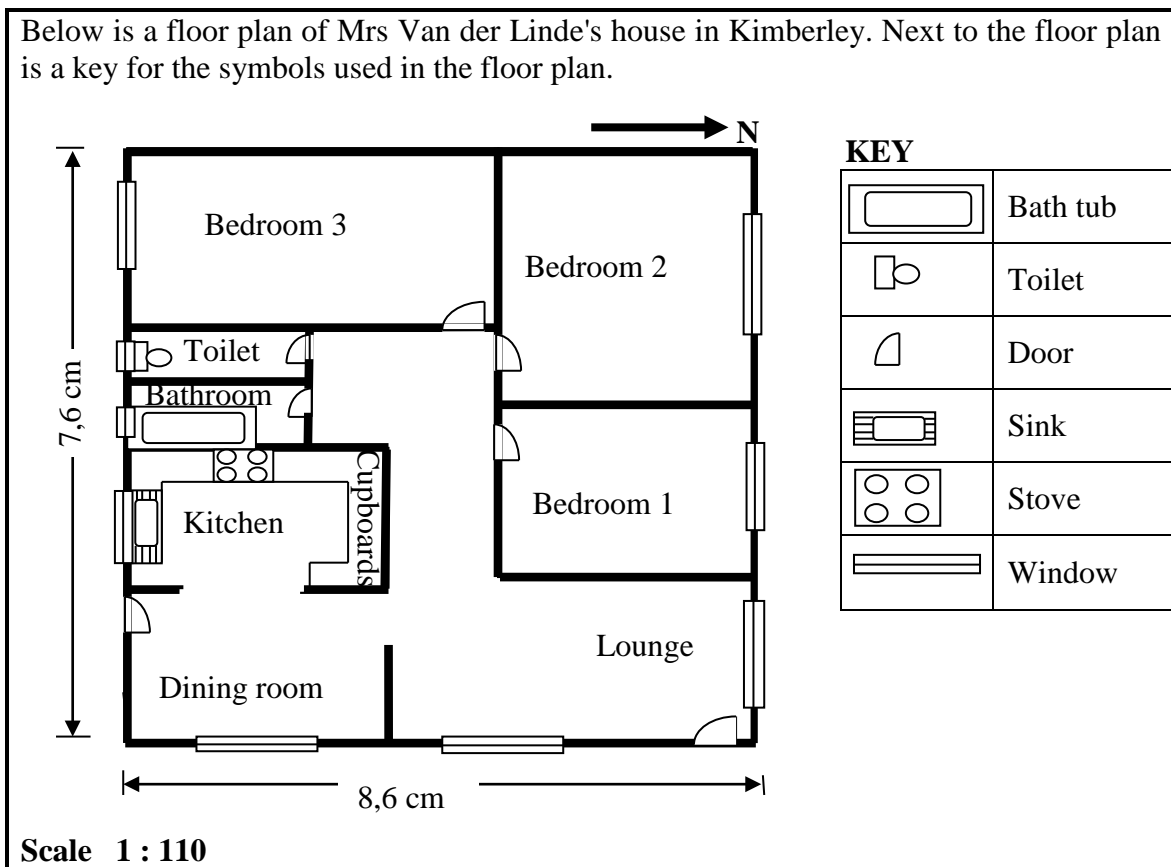 Below is a floor plan of Mrs Van der Linde's house in Kimberley. Next to the floor plan
is a key for the symbols used in the floor plan.
N
KEY
Bath tub
Toilet
Door
Sink
Stove
Window
Bedroom 3
Bedroom 2
Toilet
Bathroom
7,6 cm
Cupboards
Kitchen
Bedroom 1
Lounge
Dining room
8,6 cm
Scale 1 : 110